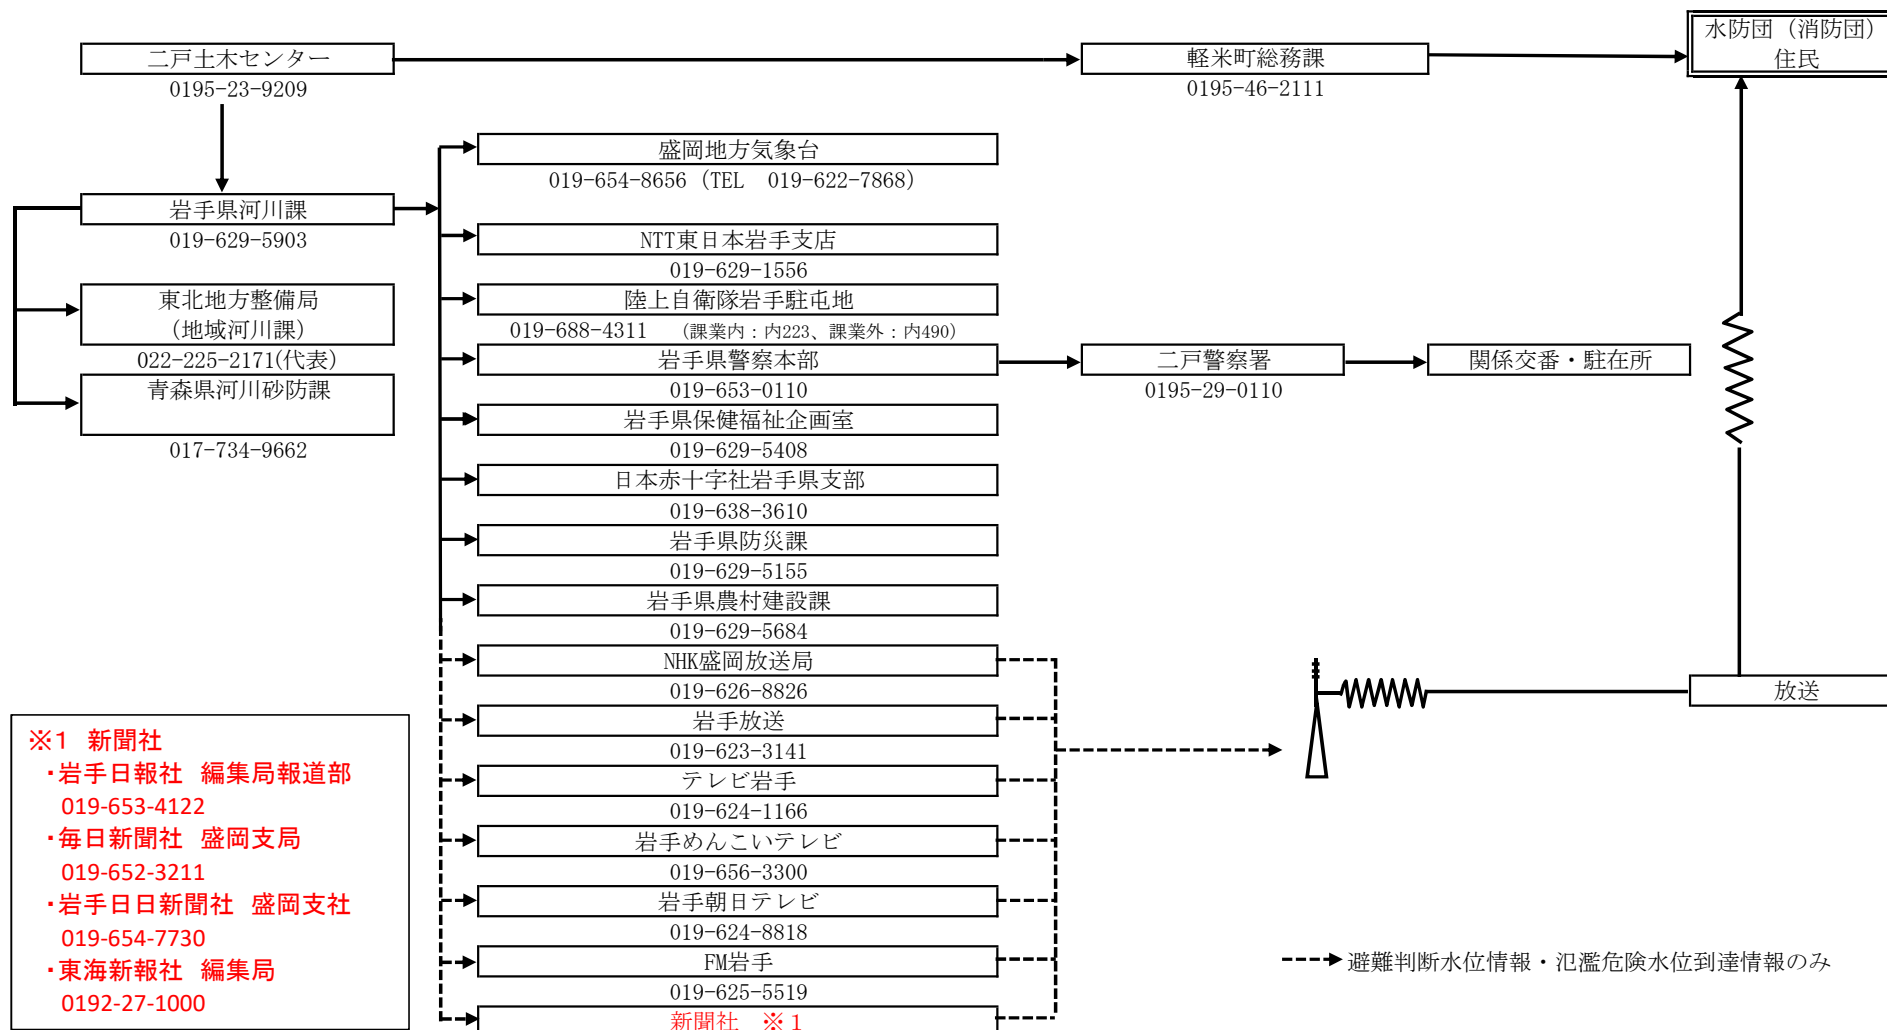 水防団（消防団）
住民
二戸土木センター
0195-23-9209
軽米町総務課
0195-46-2111
盛岡地方気象台
019-654-8656（TEL　019-622-7868）
岩手県河川課
019-629-5903
NTT東日本岩手支店
019-629-1556
東北地方整備局
（地域河川課）
022-225-2171(代表）
陸上自衛隊岩手駐屯地
019-688-4311　（課業内：内223、課業外：内490）
青森県河川砂防課
017-734-9662
岩手県警察本部
019-653-0110
二戸警察署
0195-29-0110
関係交番・駐在所
岩手県保健福祉企画室
019-629-5408
日本赤十字社岩手県支部
019-638-3610
岩手県防災課
019-629-5155
岩手県農村建設課
019-629-5684
NHK盛岡放送局
019-626-8826
岩手放送
019-623-3141
テレビ岩手
019-624-1166
岩手めんこいテレビ
019-656-3300
岩手朝日テレビ
019-624-8818
FM岩手
019-625-5519
新聞社　※1
放送
※1　新聞社
・岩手日報社　編集局報道部
019-653-4122
・毎日新聞社　盛岡支局
019-652-3211
・岩手日日新聞社　盛岡支社
019-654-7730
・東海新報社　編集局
0192-27-1000
避難判断水位情報・氾濫危険水位到達情報のみ